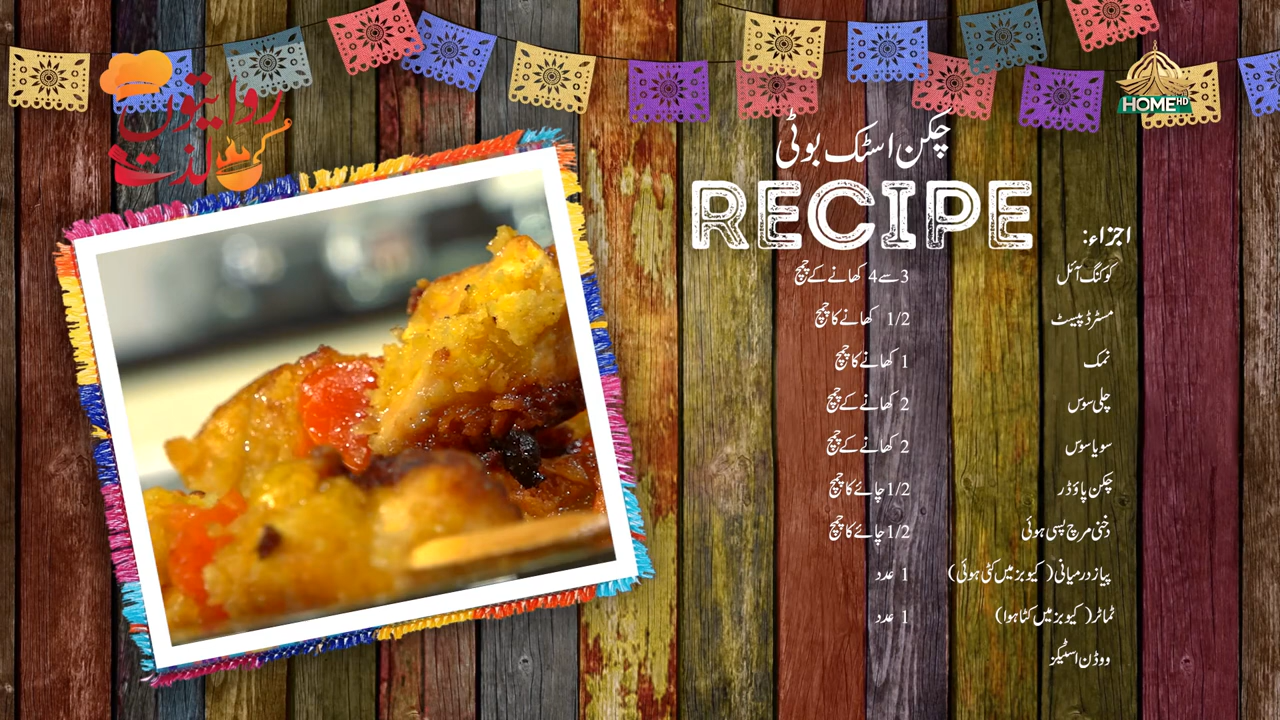 روایتوں
کی لذت
HOME HD
چکن اسٹک بوٹی
RECIPE
اجزاء:
کوکنگ آئل 3 سے 4 کھانے کے چمچ
مسٹرڈ پیسٹ 1/2 کھانے کا چمچ
نمک 1 کھانے کا چمچ
چلی سوس 2 کھانے کے چمچ
سویا سوس 2 کھانے کے چمچ
چکن پاؤڈر 1/2 چائے کا چمچ
دخنی مرچ پسی ہوئی 1/2 چائے کا چمچ
پیاز درمیانی (کیوبز میں کٹی ہوئی) 1 عدد
ٹماٹر (کیوبز میں کٹا ہوا) 1 عدد
ووڈن اسٹیکز